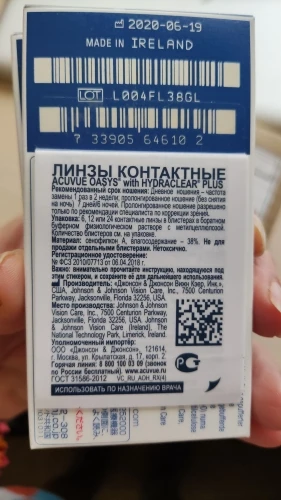 2020-06-19
MADE IN IRELAND
LOT L004FL38GL
7 33905 64610 2
ЛИНЗЫ КОНТАКТНЫЕ
ACUVUE OASYS® with HYDRACLEAR® PLUS
Рекомендованный срок ношения: Дневное ношение – частота
замены 1 раз в 2 недели; пролонгированное ношение (без снятия
на ночь) 7 дней/6 ночей. Пролонгированное ношение разрешено
только по рекомендации специалиста по коррекции зрения.
Упаковка: 6, 12 или 24 контактные линзы в блистерах, в боратном
буферном физиологическом растворе с метилцеллюлозой.
Количество блистеров см. на упаковке.
Материал: сенофилкон А, влагосодержание – 38%. Не для
продажи отдельными блистерами. Нетоксично.
Регистрационное удостоверение:
№ ФСЗ 2010/07713 от 06.04.2018 г.
Важно: внимательно прочитайте инструкцию, находящуюся под
этим стикером, и сохраните её для дальнейшего использования.
Производитель: «Джонсон & Джонсон Вижн Кэер, Инк.»,
США, Johnson & Johnson Vision Care, Inc., 7500 Centurion
Parkway, Jacksonville, Florida 32256, USA
Место производства: Johnson & Johnson
Vision Care, Inc., 7500 Centurion Parkway,
Jacksonville, Florida 32256, USA. Johnson
& Johnson Vision Care (Ireland), The
National Technology Park, Limerick, Ireland.
Уполномоченный импортёр:
ООО «Джонсон & Джонсон», 121614,
г. Москва, ул. Крылатская, д. 17, корп. 2.
Горячая линия: 8 800 100 03 09 (звонок
по России бесплатный). www.acuvue.ru
ГОСТ 31586-2012 VC_RU_AOH_RX(4)
ИСПОЛЬЗОВАТЬ ПО НАЗНАЧЕНИЮ ВРАЧА